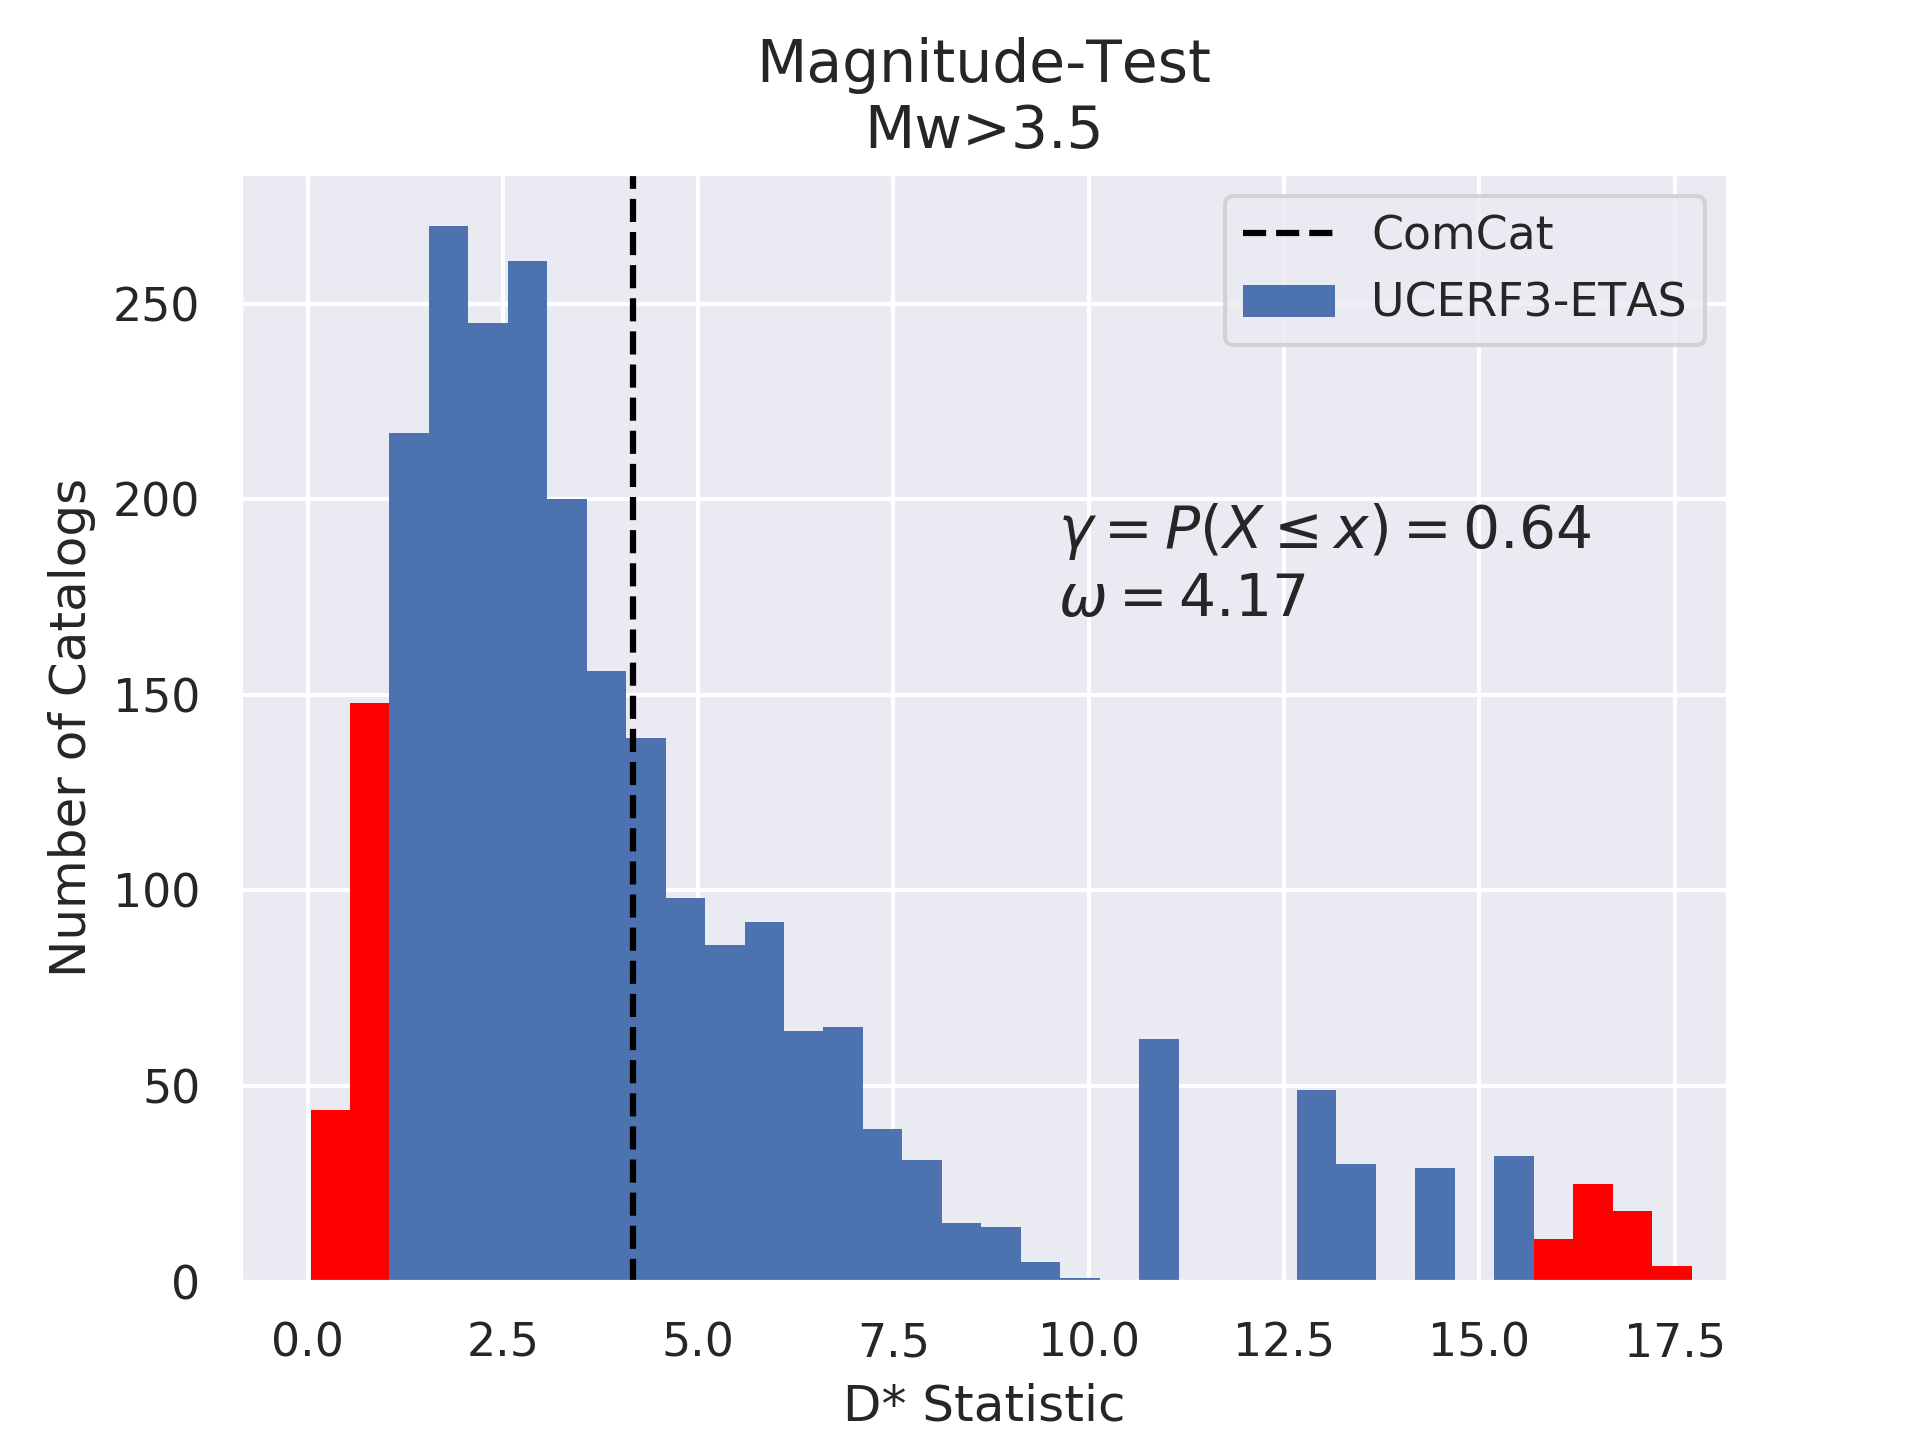 Magnitude-Test
Mw>3.5
ComCat
UCERF3-ETAS
γ = P(X ≤ x) = 0.64
ω = 4.17
Number of Catalogs
250
200
150
100
50
0
0.0 2.5 5.0 7.5 10.0 12.5 15.0 17.5
D* Statistic